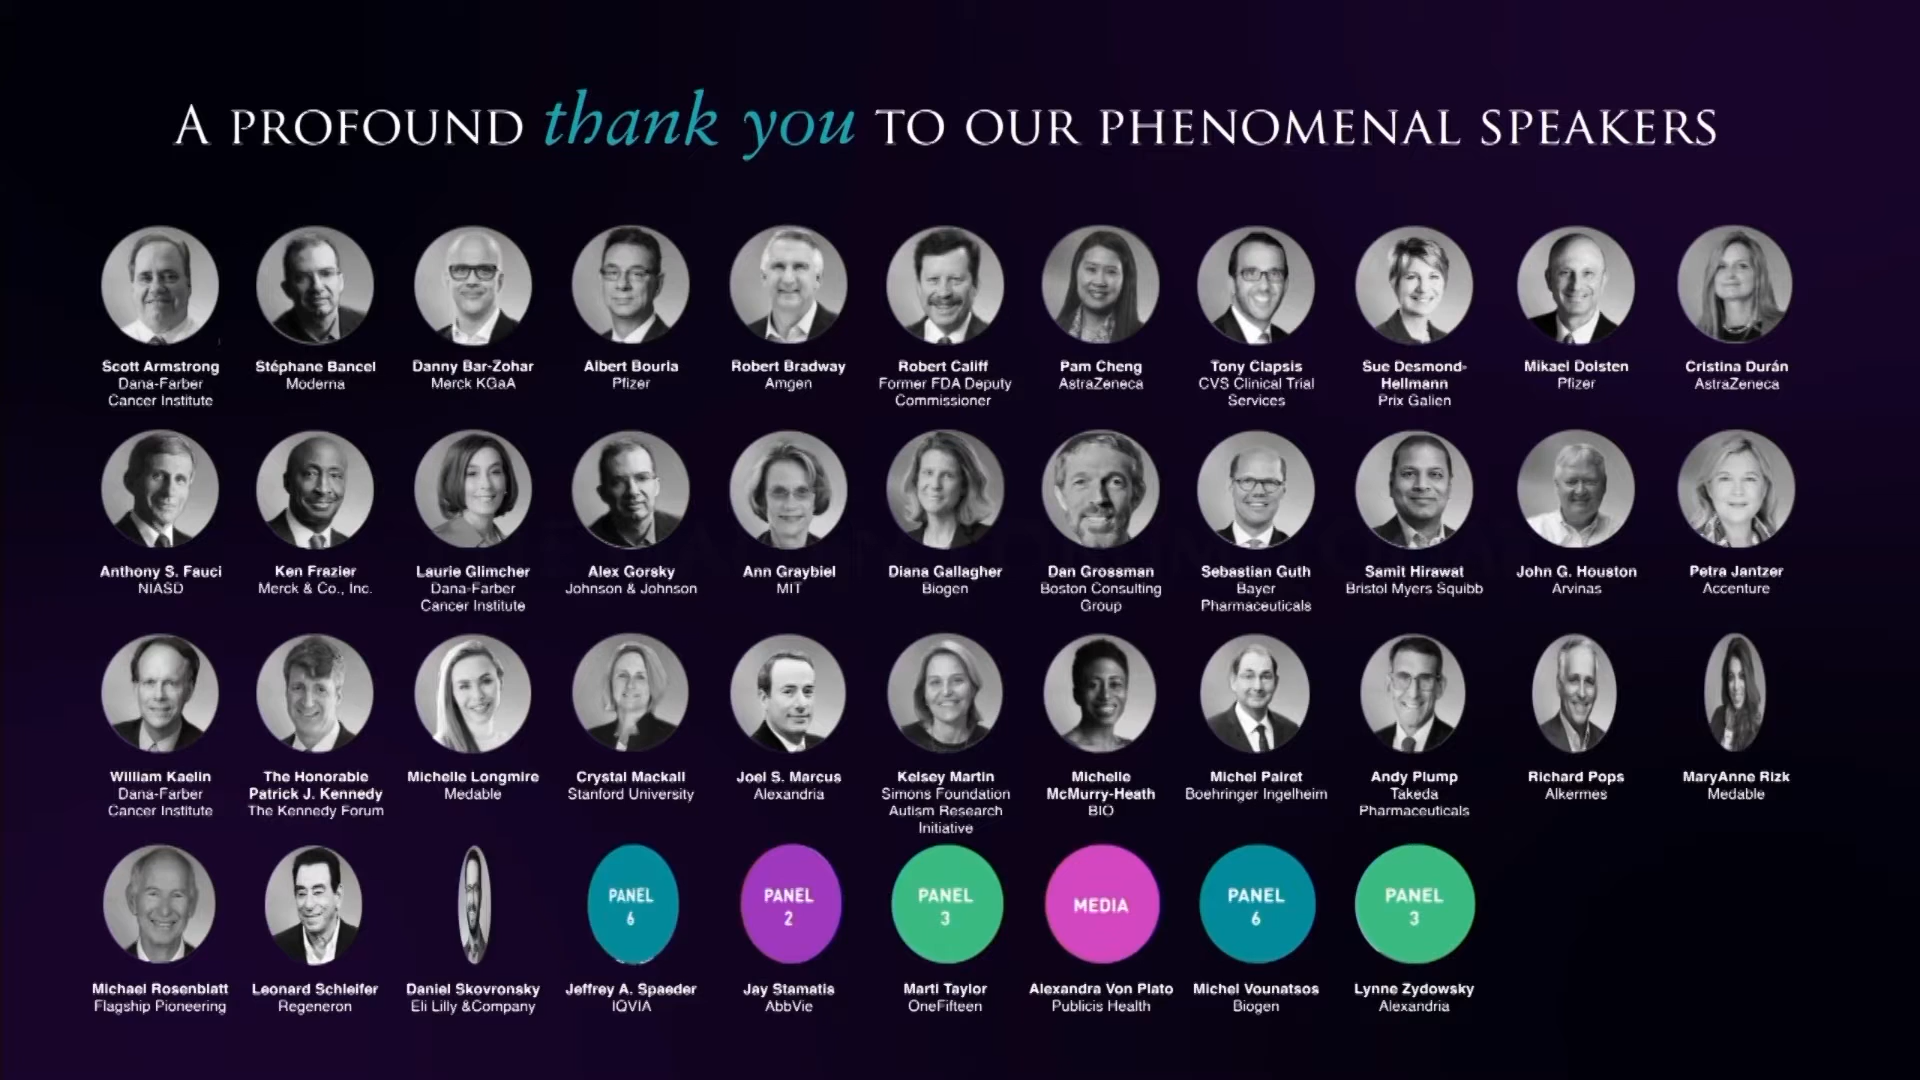 A PROFOUND thank you TO OUR PHENOMENAL SPEAKERS
Scott Armstrong
Dana-Farber
Cancer Institute
Stéphane Bancel
Moderna
Danny Bar-Zohar
Merck KGaA
Albert Bourla
Pfizer
Robert Bradway
Amgen
Robert Califf
Former FDA Deputy
Commissioner
Pam Cheng
AstraZeneca
Tony Clapsis
CVS Clinical Trial
Services
Sue Desmond-
Hellmann
Prix Galien
Mikael Dolsten
Pfizer
Cristina Durán
AstraZeneca
Anthony S. Fauci
NIASD
Ken Frazier
Merck & Co., Inc.
Laurie Glimcher
Dana-Farber
Cancer Institute
Alex Gorsky
Johnson & Johnson
Ann Graybiel
MIT
Diana Gallagher
Biogen
Dan Grossman
Boston Consulting
Group
Sebastian Guth
Bayer
Pharmaceuticals
Samit Hirawat
Bristol Myers Squibb
John G. Houston
Arvinas
Petra Jantzer
Accenture
William Kaelin
Dana-Farber
Cancer Institute
The Honorable
Patrick J. Kennedy
The Kennedy Forum
Michelle Longmire
Medable
Crystal Mackall
Stanford University
Joel S. Marcus
Alexandria
Kelsey Martin
Simons Foundation
Autism Research
Initiative
Michelle
McMurry-Heath
BIO
Michel Pairet
Boehringer Ingelheim
Andy Plump
Takeda
Pharmaceuticals
Richard Pops
Alkermes
MaryAnne Rizk
Medable
Michael Rosenblatt
Flagship Pioneering
Leonard Schleifer
Regeneron
Daniel Skovronsky
Eli Lilly &Company
PANEL
6
Jeffrey A. Spaeder
IQVIA
PANEL
2
Jay Stamatis
AbbVie
PANEL
3
Marti Taylor
OneFifteen
MEDIA
Alexandra Von Plato
Publicis Health
PANEL
6
Michel Vounatsos
Biogen
PANEL
3
Lynne Zydowsky
Alexandria